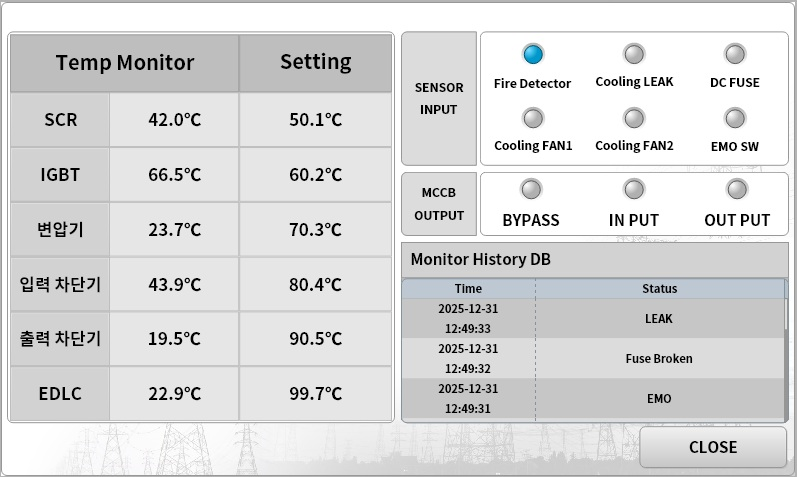 Temp Monitor Setting
SCR 42.0℃ 50.1℃
IGBT 66.5℃ 60.2℃
변압기 23.7℃ 70.3℃
입력 차단기 43.9℃ 80.4℃
출력 차단기 19.5℃ 90.5℃
EDLC 22.9℃ 99.7℃
SENSOR
INPUT
Fire Detector Cooling LEAK DC FUSE
Cooling FAN1 Cooling FAN2 EMO SW
MCCB
OUTPUT
BYPASS IN PUT OUT PUT
Monitor History DB
Time Status
2025-12-31
12:49:33
LEAK
2025-12-31
12:49:32
Fuse Broken
2025-12-31
12:49:31
EMO
CLOSE